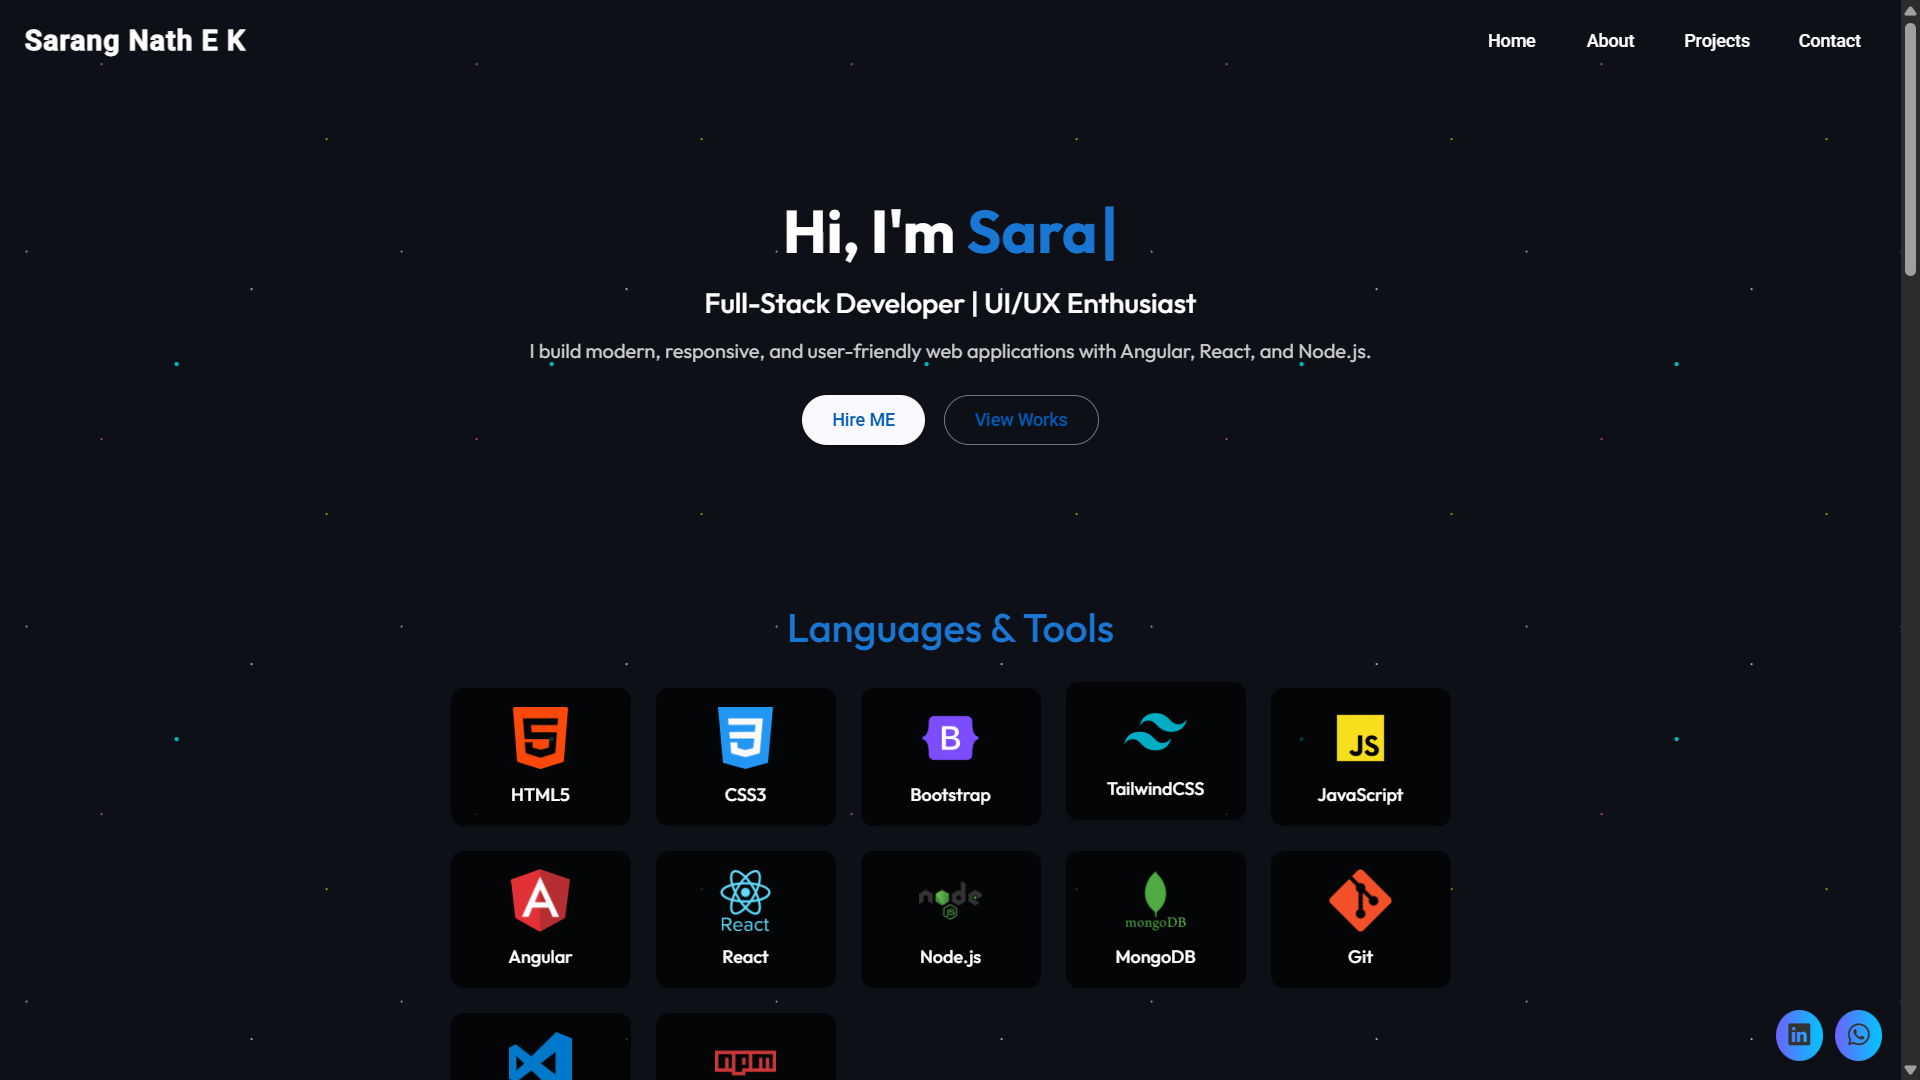 Sarang Nath E K
Home About Projects Contact
Hi, I'm Sara|
Full-Stack Developer | UI/UX Enthusiast
I build modern, responsive, and user-friendly web applications with Angular, React, and Node.js.
Hire ME View Works
Languages & Tools
HTML5 CSS3 B Bootstrap TailwindCSS JS JavaScript
A Angular React React node JS Node.js mongoDB MongoDB Git
npm
in